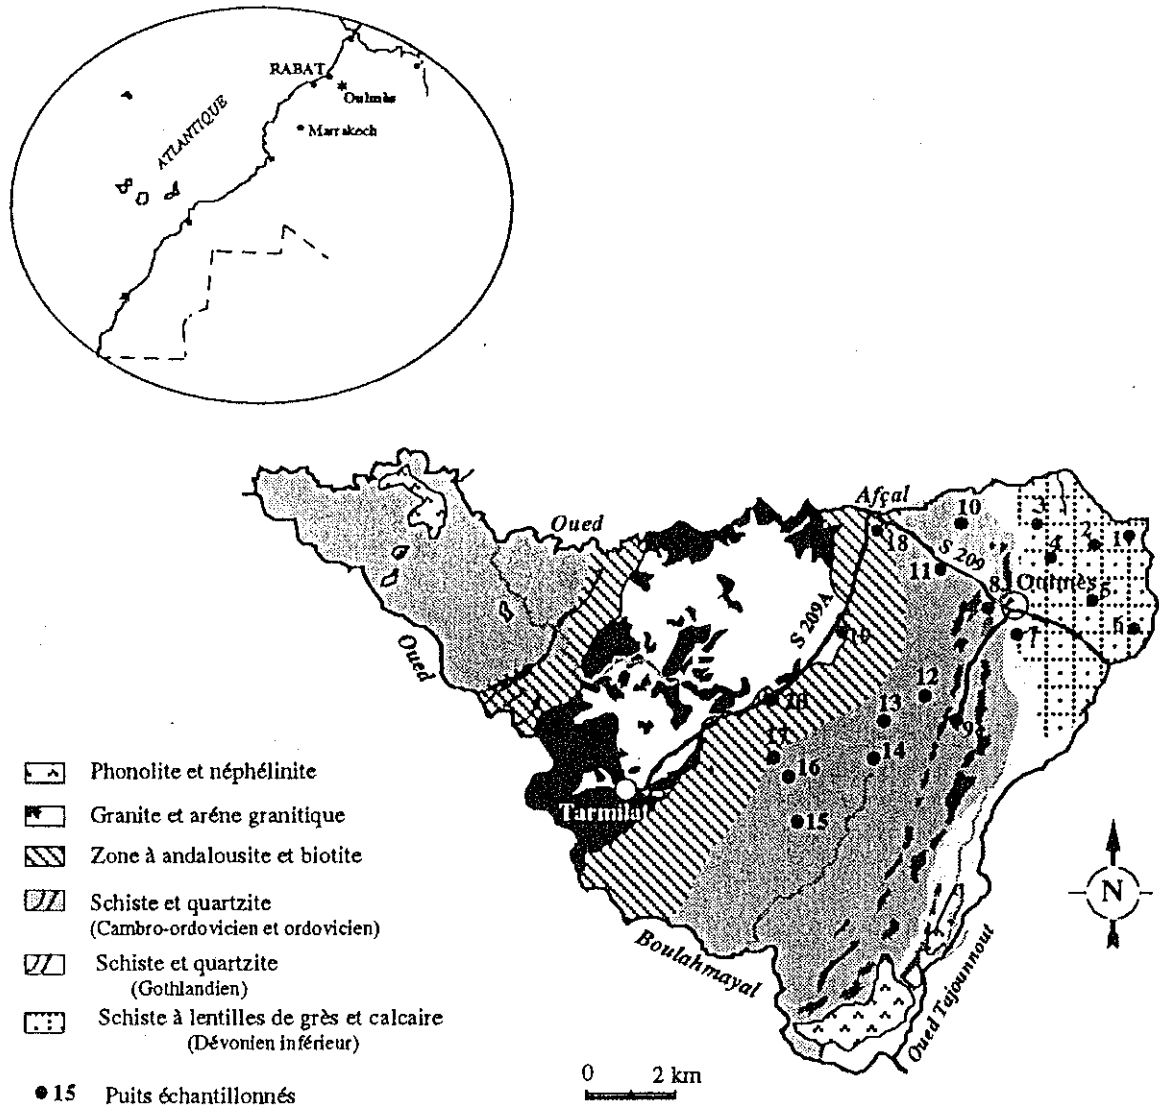 RABAT
Oulmès
Marrakech
ATLANTIQUE
Afçal
Oued
Oued
S 209
S 209A
Oulmès
Tarmilat
Boulahmayal
Oued Tajounnout
1
2
3
4
5
6
7
8
9
10
11
12
13
14
15
16
17
18
19
N
Phonolite et néphélinite
Granite et aréne granitique
Zone à andalousite et biotite
Schiste et quartzite
(Cambro-ordovicien et ordovicien)
Schiste et quartzite
(Gothlandien)
Schiste à lentilles de grès et calcaire
(Dévonien inférieur)
15 Puits échantillonnés
0 2 km